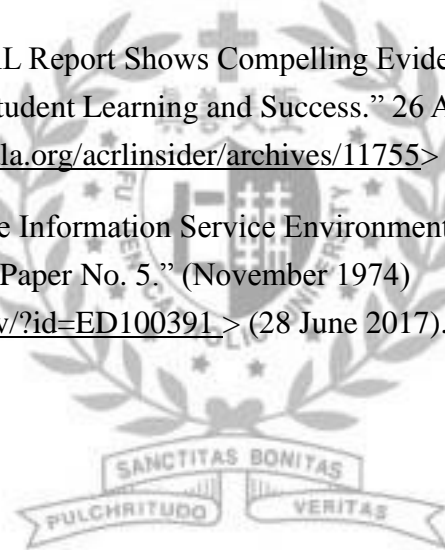 L Report Shows Compelling Evide
tudent Learning and Success.” 26 A
la.org/acrlinsider/archives/11755>
e Information Service Environment
Paper No. 5.” (November 1974)
v/?id=ED100391 > (28 June 2017).
SANCTITAS BONITAS
PULCHRITUDO VERITAS